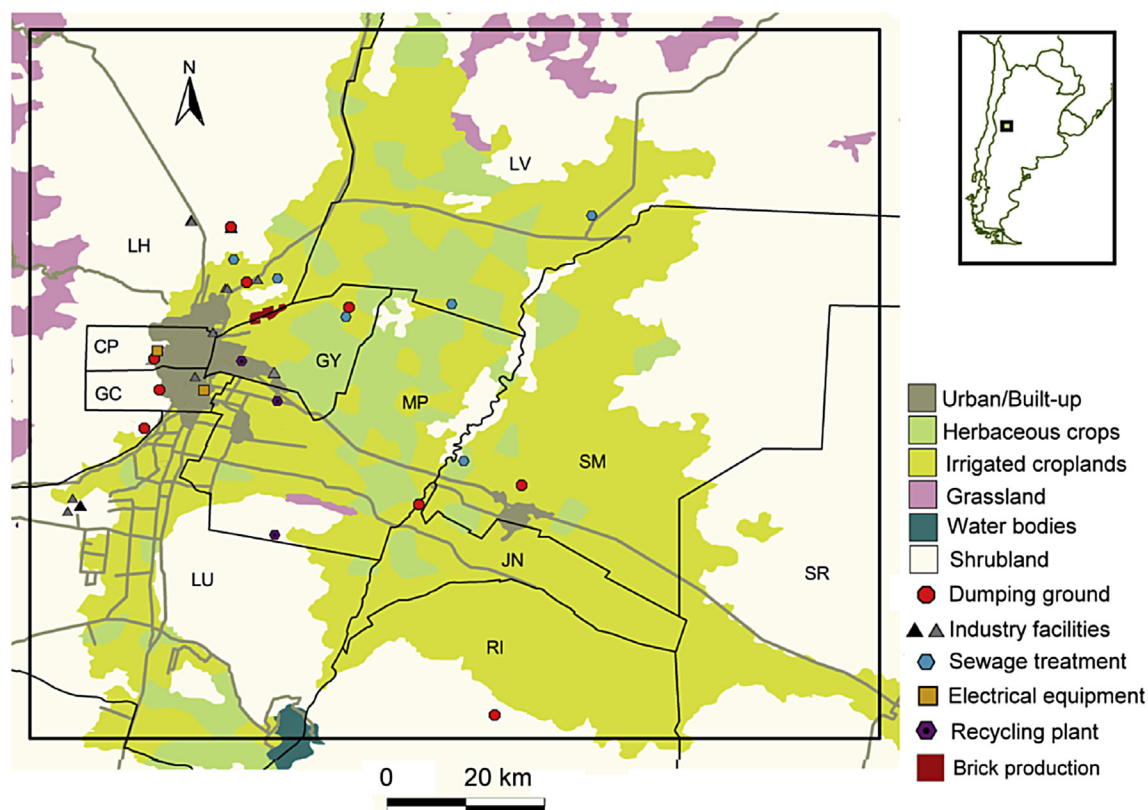 N
LV
LH
CP
GY
GC
MP
SM
LU
JN
SR
RI
0 20 km
Urban/Built-up
Herbaceous crops
Irrigated croplands
Grassland
Water bodies
Shrubland
Dumping ground
Industry facilities
Sewage treatment
Electrical equipment
Recycling plant
Brick production